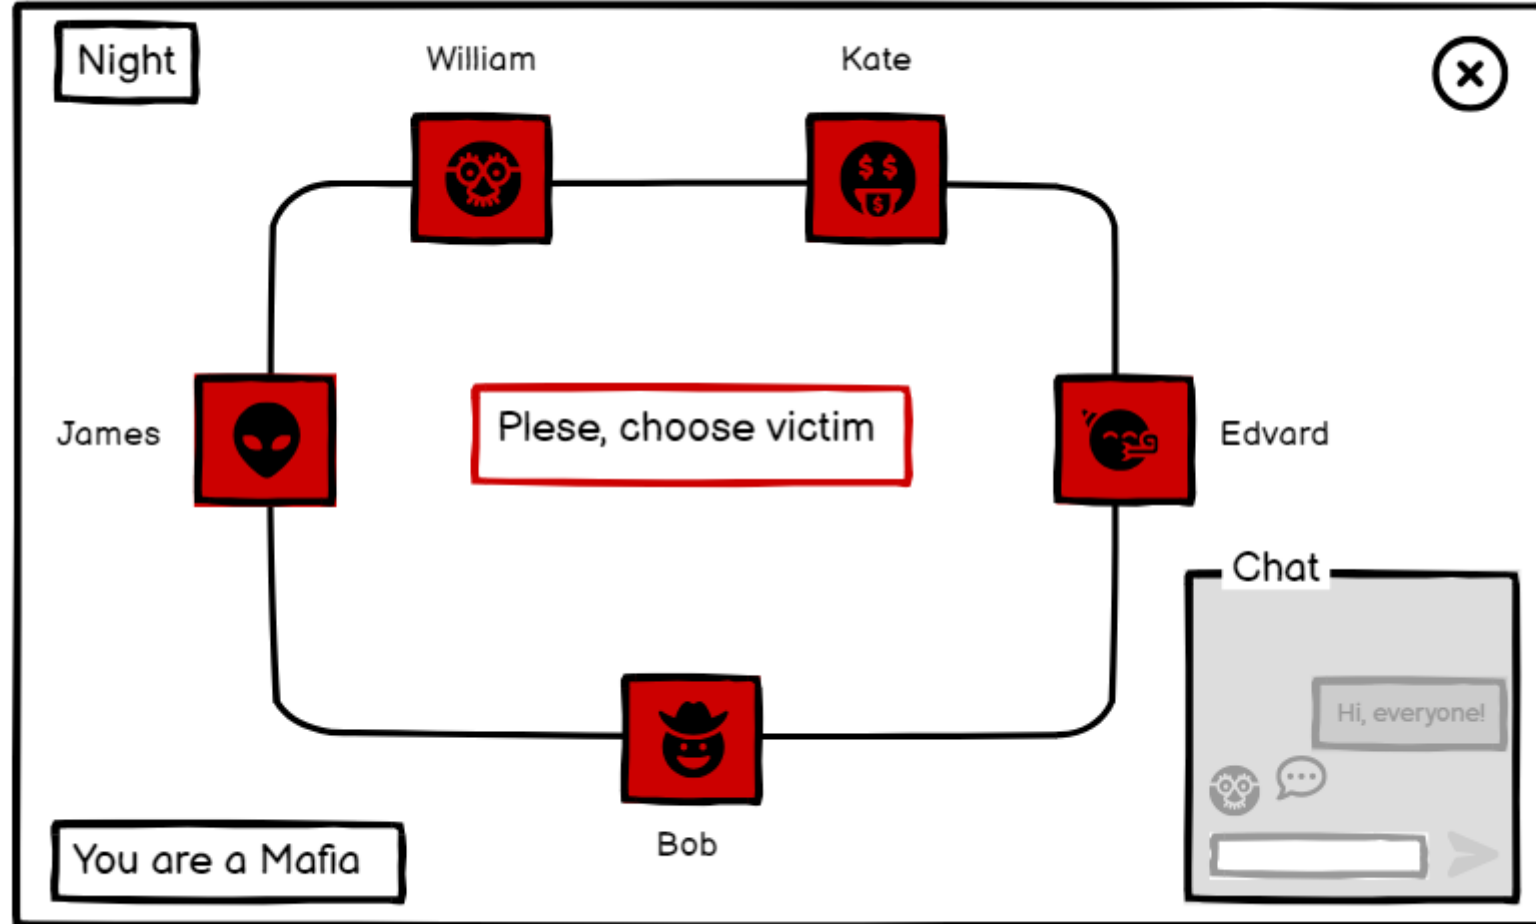 Night
William
Kate
James
Plese, choose victim
Edvard
Chat
Hi, everyone!
Bob
You are a Mafia